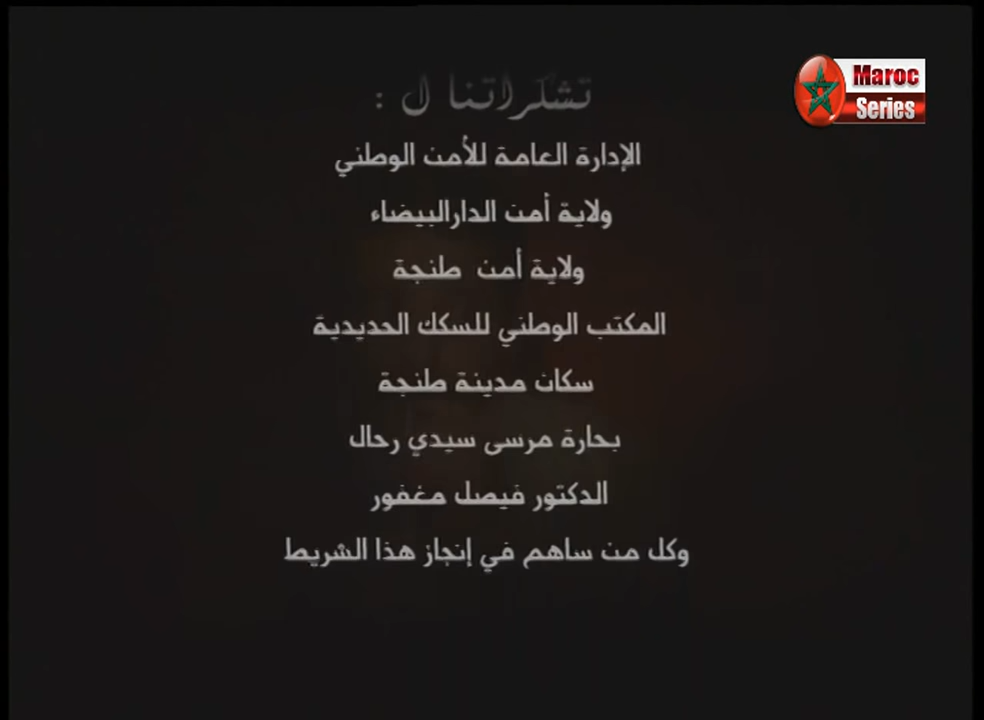 Maroc
Series
تشكراتنا ل :
الإدارة العامة للأمن الوطني
ولاية أمن الدارالبيضاء
ولاية أمن طنجة
المكتب الوطني للسكك الحديدية
سكان مدينة طنجة
بحارة مرسى سيدي رحال
الدكتور فيصل مغفور
وكل من ساهم في إنجاز هذا الشريط